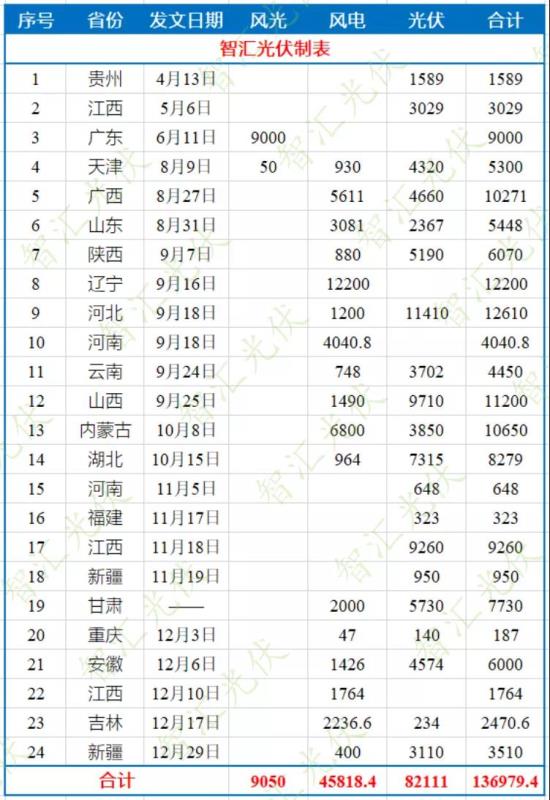 序号 省份 发文日期 风光 风电 光伏 合计
智汇光伏制表
1 贵州 4月13日 1589 1589
2 江西 5月6日 3029 3029
3 广东 6月11日 9000 9000
4 天津 8月9日 50 930 4320 5300
5 广西 8月27日 5611 4660 10271
6 山东 8月31日 3081 2367 5448
7 陕西 9月7日 880 5190 6070
8 辽宁 9月16日 12200 12200
9 河北 9月18日 1200 11410 12610
10 河南 9月18日 4040.8 4040.8
11 云南 9月24日 748 3702 4450
12 山西 9月25日 1490 9710 11200
13 内蒙古 10月8日 6800 3850 10650
14 湖北 10月15日 964 7315 8279
15 河南 11月5日 648 648
16 福建 11月17日 323 323
17 江西 11月18日 9260 9260
18 新疆 11月19日 950 950
19 甘肃 —— 2000 5730 7730
20 重庆 12月3日 47 140 187
21 安徽 12月6日 1426 4574 6000
22 江西 12月10日 1764 1764
23 吉林 12月17日 2236.6 234 2470.6
24 新疆 12月29日 400 3110 3510
合计 9050 45818.4 82111 136979.4